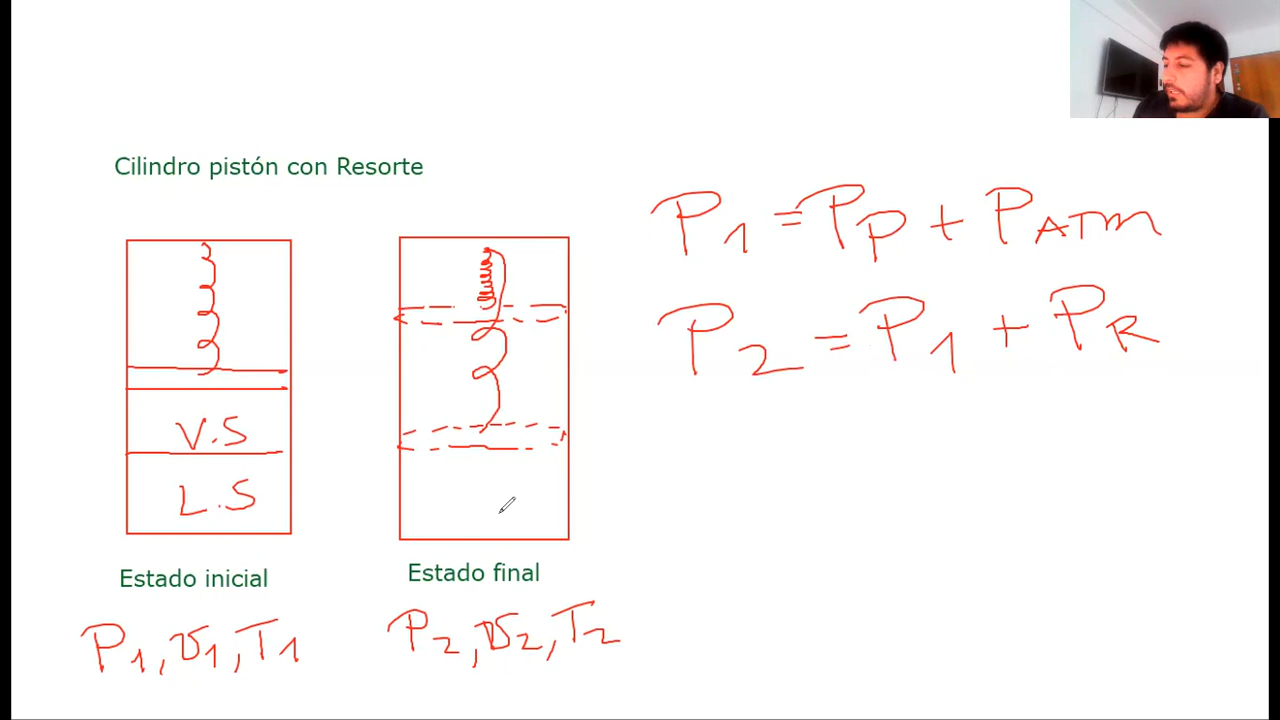 Cilindro pistón con Resorte
P1 = Pp + PATM
P2 = P1 + PR
V.S
L.S
Estado inicial
Estado final
P1, v1, T1
P2, v2, T2